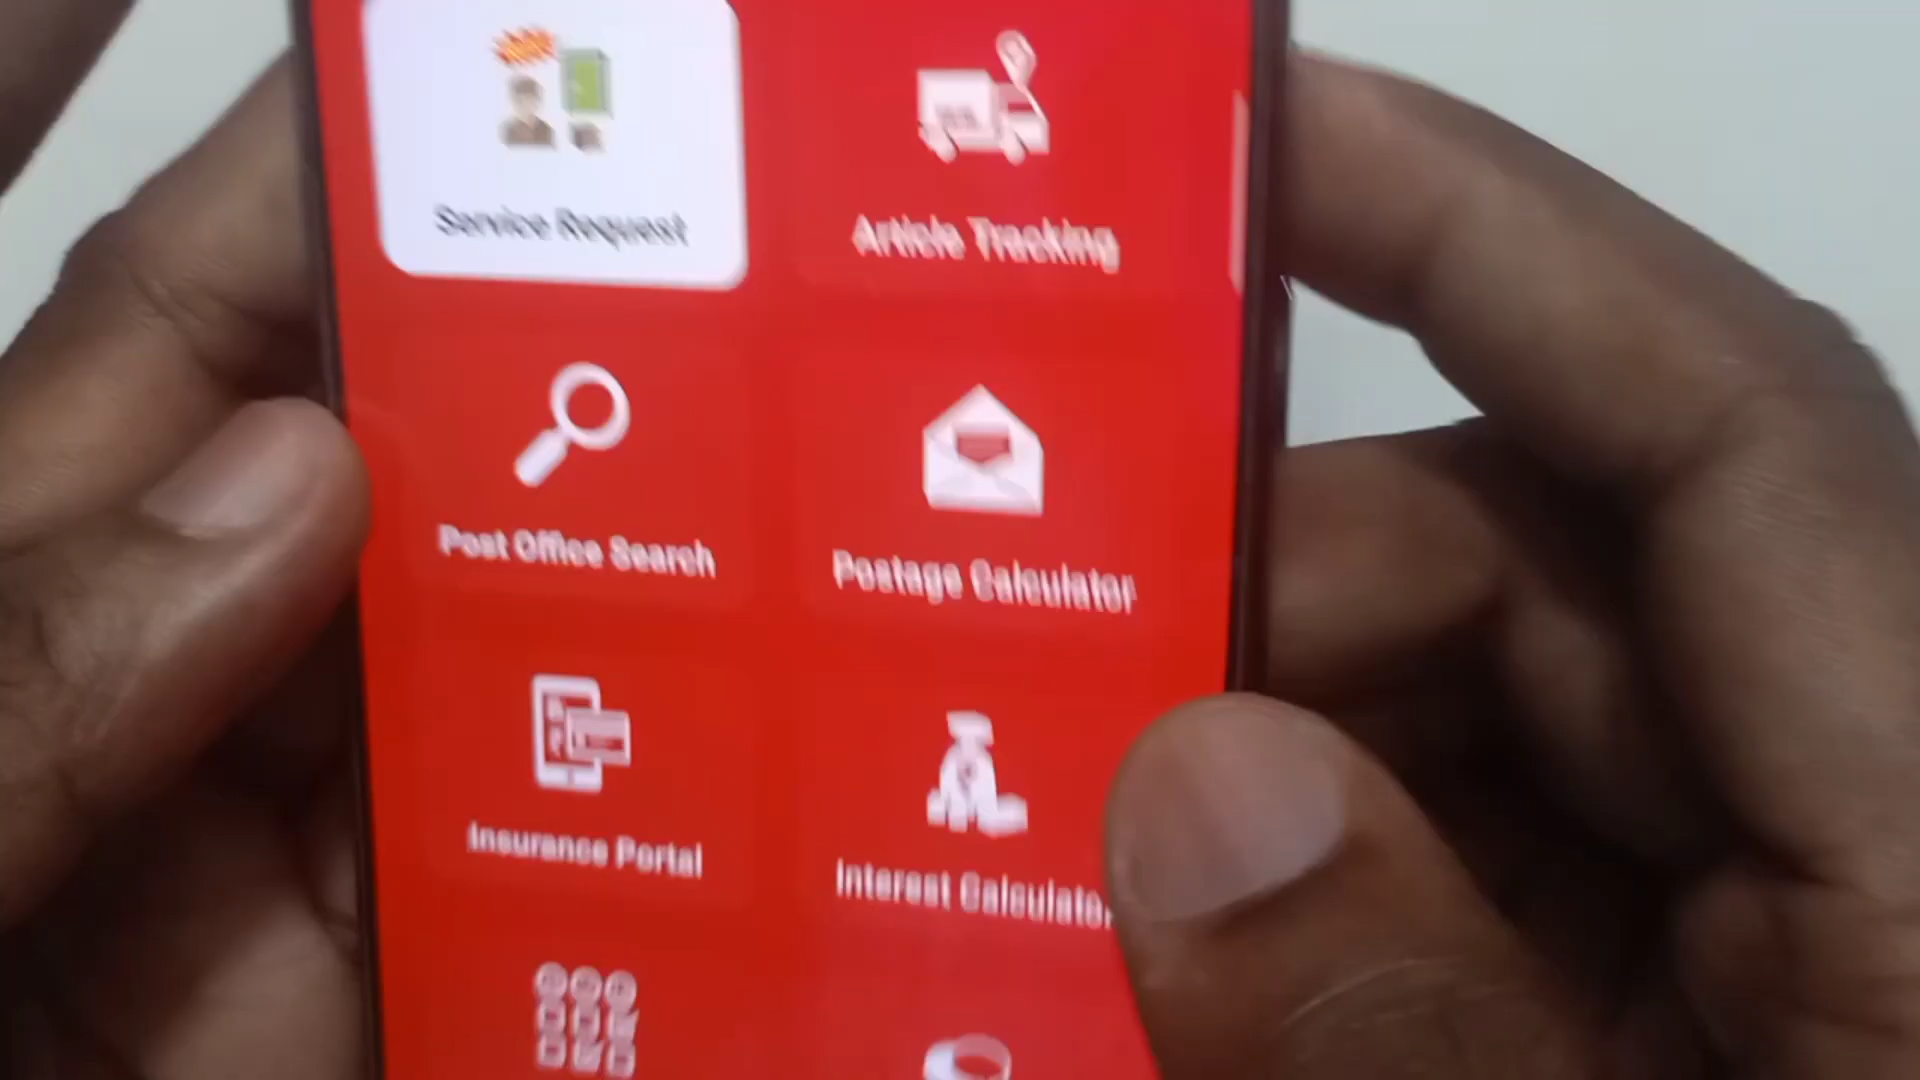 Service Request
Article Tracking
Post Office Search
Postage Calculator
Insurance Portal
Interest Calculator